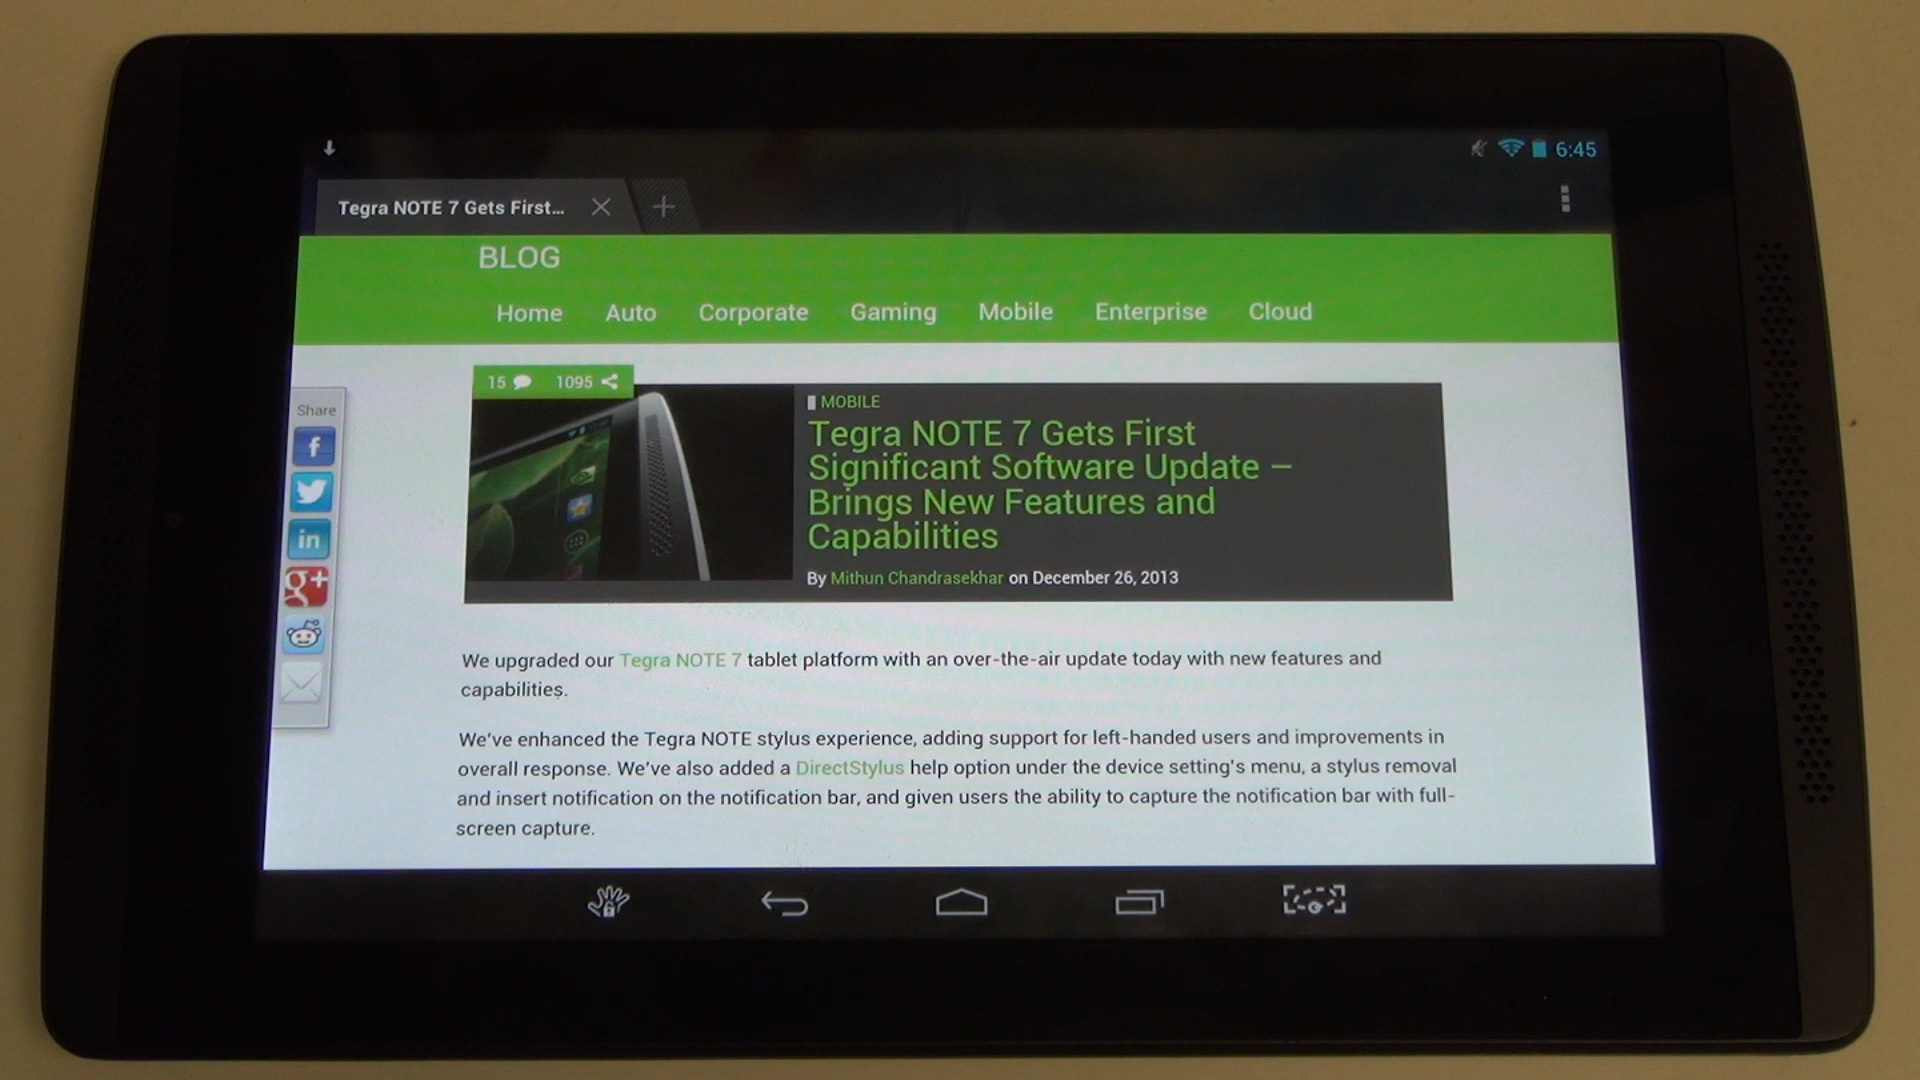 6:45
Tegra NOTE 7 Gets First...
BLOG
Home Auto Corporate Gaming Mobile Enterprise Cloud
15 1095
Share
f
in
g+
MOBILE
Tegra NOTE 7 Gets First
Significant Software Update –
Brings New Features and
Capabilities
By Mithun Chandrasekhar on December 26, 2013
We upgraded our Tegra NOTE 7 tablet platform with an over-the-air update today with new features and
capabilities.
We've enhanced the Tegra NOTE stylus experience, adding support for left-handed users and improvements in
overall response. We've also added a DirectStylus help option under the device setting's menu, a stylus removal
and insert notification on the notification bar, and given users the ability to capture the notification bar with full-
screen capture.